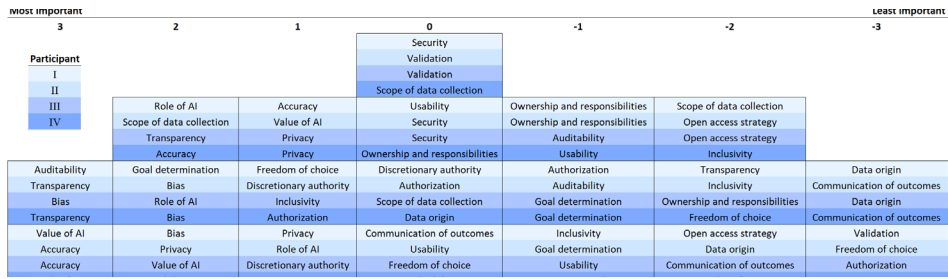 Most Important Least Important
3 2 1 0 -1 -2 -3
Security
Participant Validation
I Validation
II Scope of data collection
III Role of AI Accuracy Usability Ownership and responsibilities Scope of data collection
IV Scope of data collection Value of AI Security Ownership and responsibilities Open access strategy
Transparency Privacy Security Auditability Open access strategy
Accuracy Privacy Ownership and responsibilities Usability Inclusivity
Auditability Goal determination Freedom of choice Discretionary authority Authorization Transparency Data origin
Transparency Bias Discretionary authority Authorization Auditability Inclusivity Communication of outcomes
Bias Role of AI Inclusivity Scope of data collection Goal determination Ownership and responsibilities Data origin
Transparency Bias Authorization Data origin Goal determination Freedom of choice Communication of outcomes
Value of AI Bias Privacy Communication of outcomes Inclusivity Open access strategy Validation
Accuracy Privacy Role of AI Usability Goal determination Data origin Freedom of choice
Accuracy Value of AI Discretionary authority Freedom of choice Usability Communication of outcomes Authorization